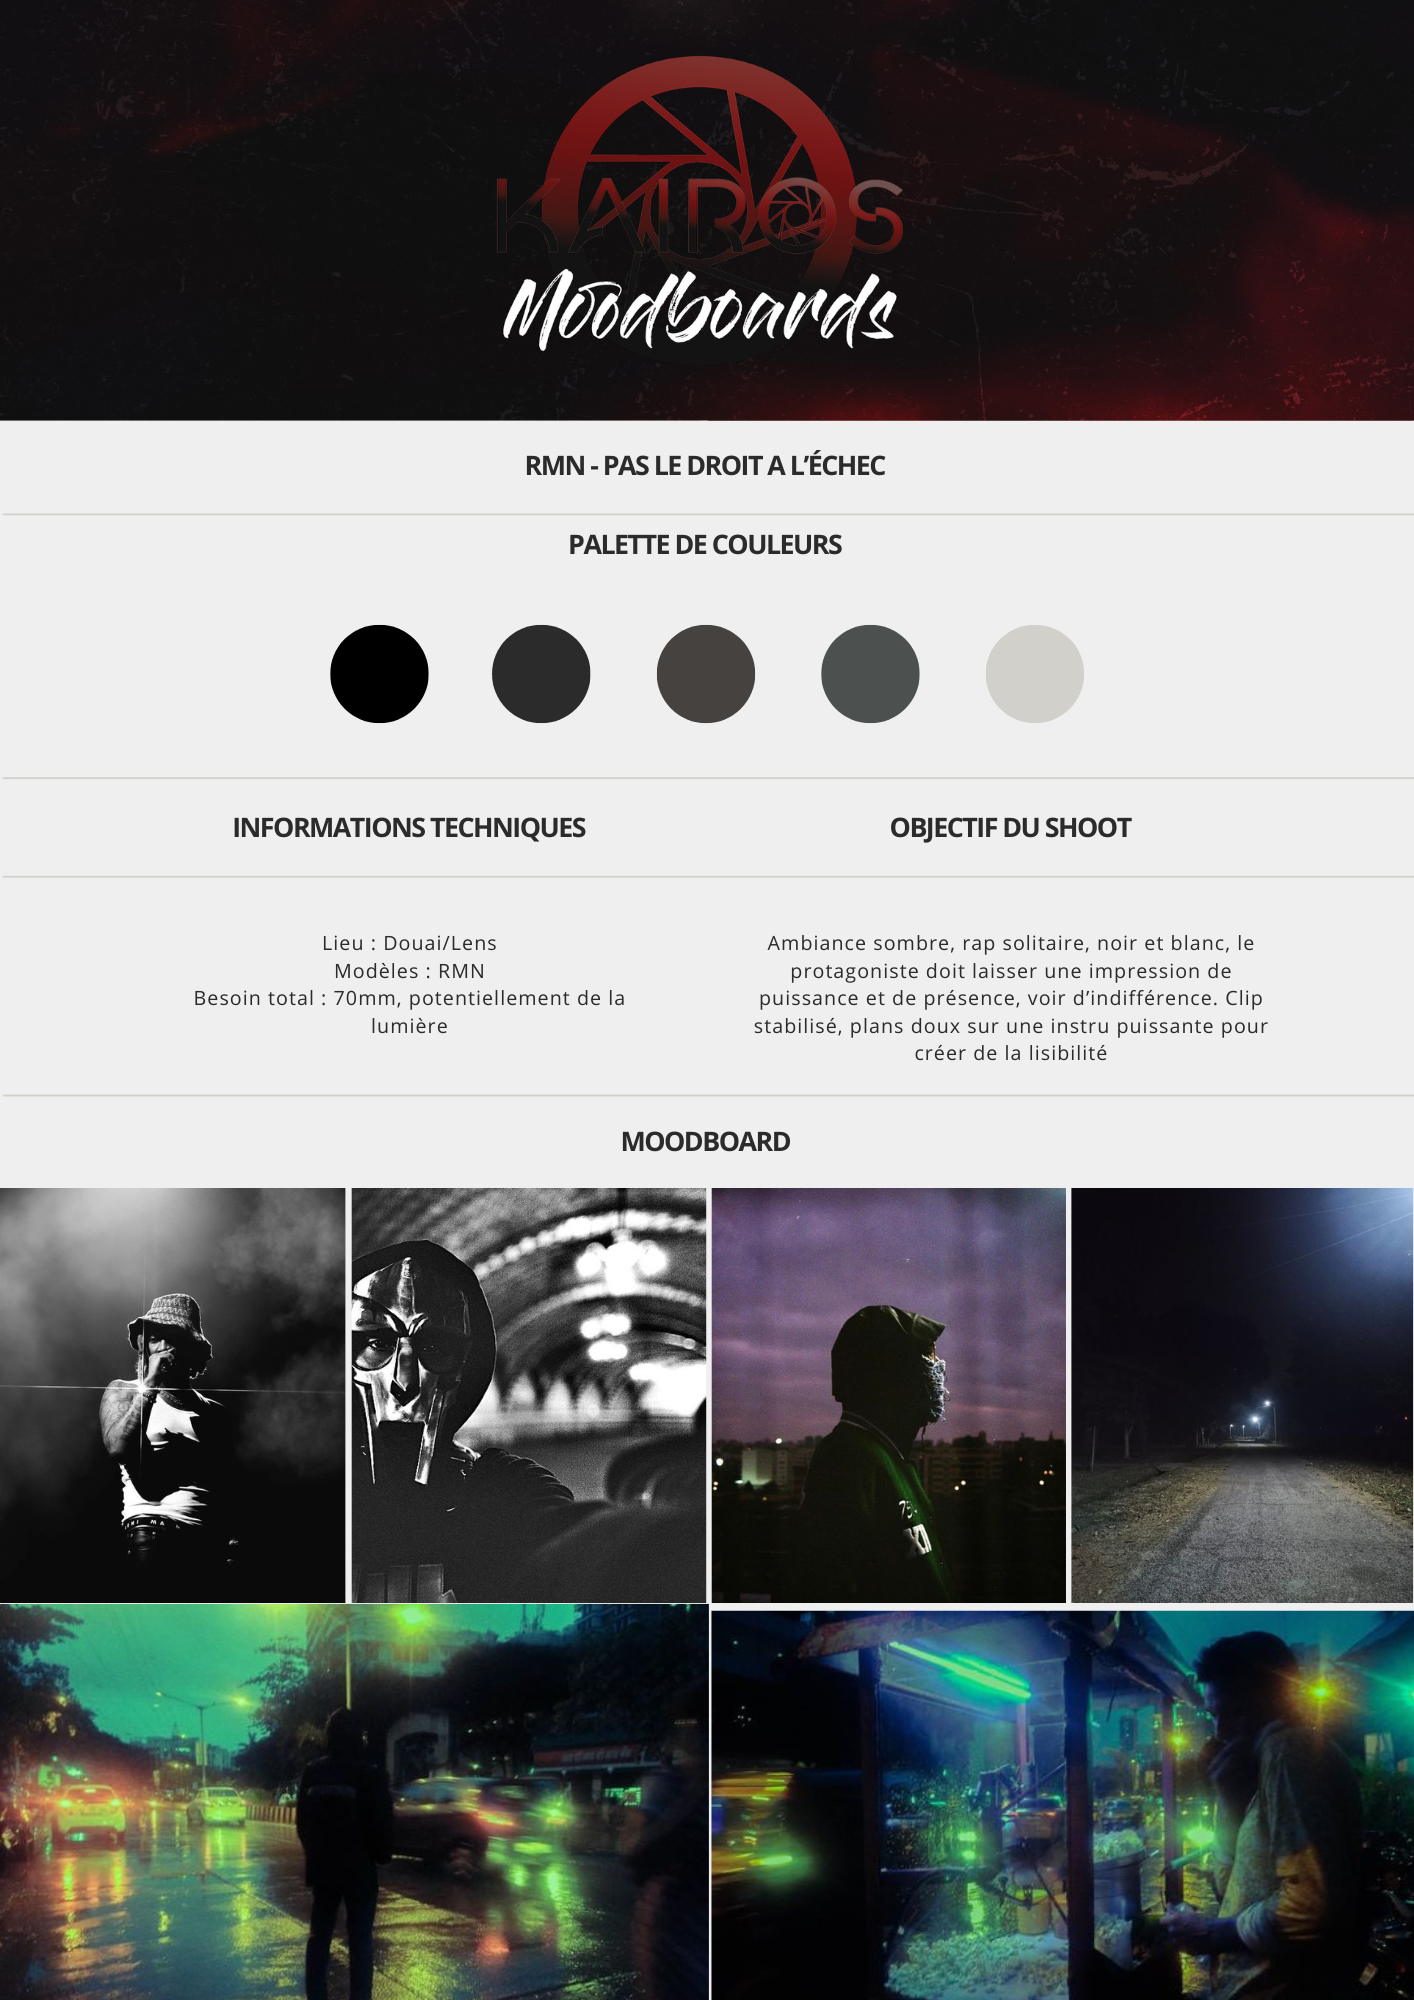 KAIROS
Moodboards
RMN - PAS LE DROIT A L’ÉCHEC
PALETTE DE COULEURS
INFORMATIONS TECHNIQUES
OBJECTIF DU SHOOT
Lieu : Douai/Lens
Modèles : RMN
Besoin total : 70mm, potentiellement de la
lumière
Ambiance sombre, rap solitaire, noir et blanc, le
protagoniste doit laisser une impression de
puissance et de présence, voir d’indifférence. Clip
stabilisé, plans doux sur une instru puissante pour
créer de la lisibilité
MOODBOARD
XII